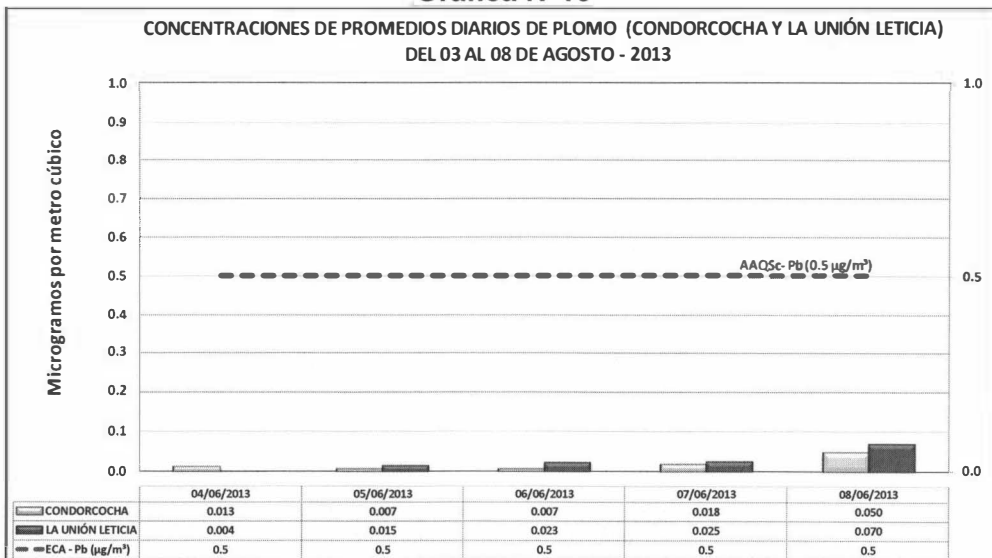 CONCENTRACIONES DE PROMEDIOS DIARIOS DE PLOMO (CONDORCOCHA Y LA UNIÓN LETICIA)
DEL 03 AL 08 DE AGOSTO - 2013
Microgramos por metro cúbico
1.0
0.9
0.8
0.7
0.6
0.5
0.4
0.3
0.2
0.1
0.0
1.0
0.5
0.0
AAQSc- Pb (0.5 µg/m³)
04/06/2013 05/06/2013 06/06/2013 07/06/2013 08/06/2013
CONDORCOCHA 0.013 0.007 0.007 0.018 0.050
LA UNIÓN LETICIA 0.004 0.015 0.023 0.025 0.070
ECA - Pb (µg/m³) 0.5 0.5 0.5 0.5 0.5